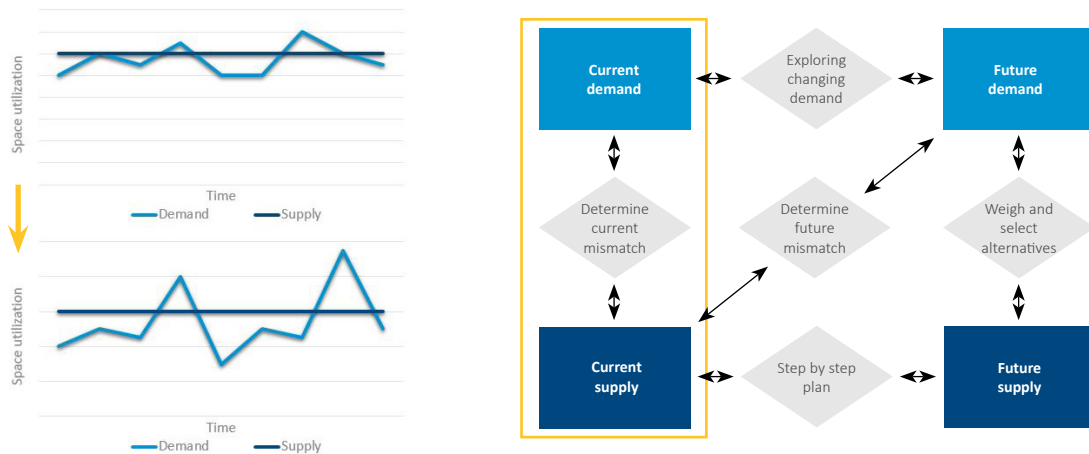 Space utilization
Time
Demand
Supply
Space utilization
Time
Demand
Supply
Current
demand
Exploring
changing
demand
Future
demand
Determine
current
mismatch
Determine
future
mismatch
Weigh and
select
alternatives
Current
supply
Step by step
plan
Future
supply